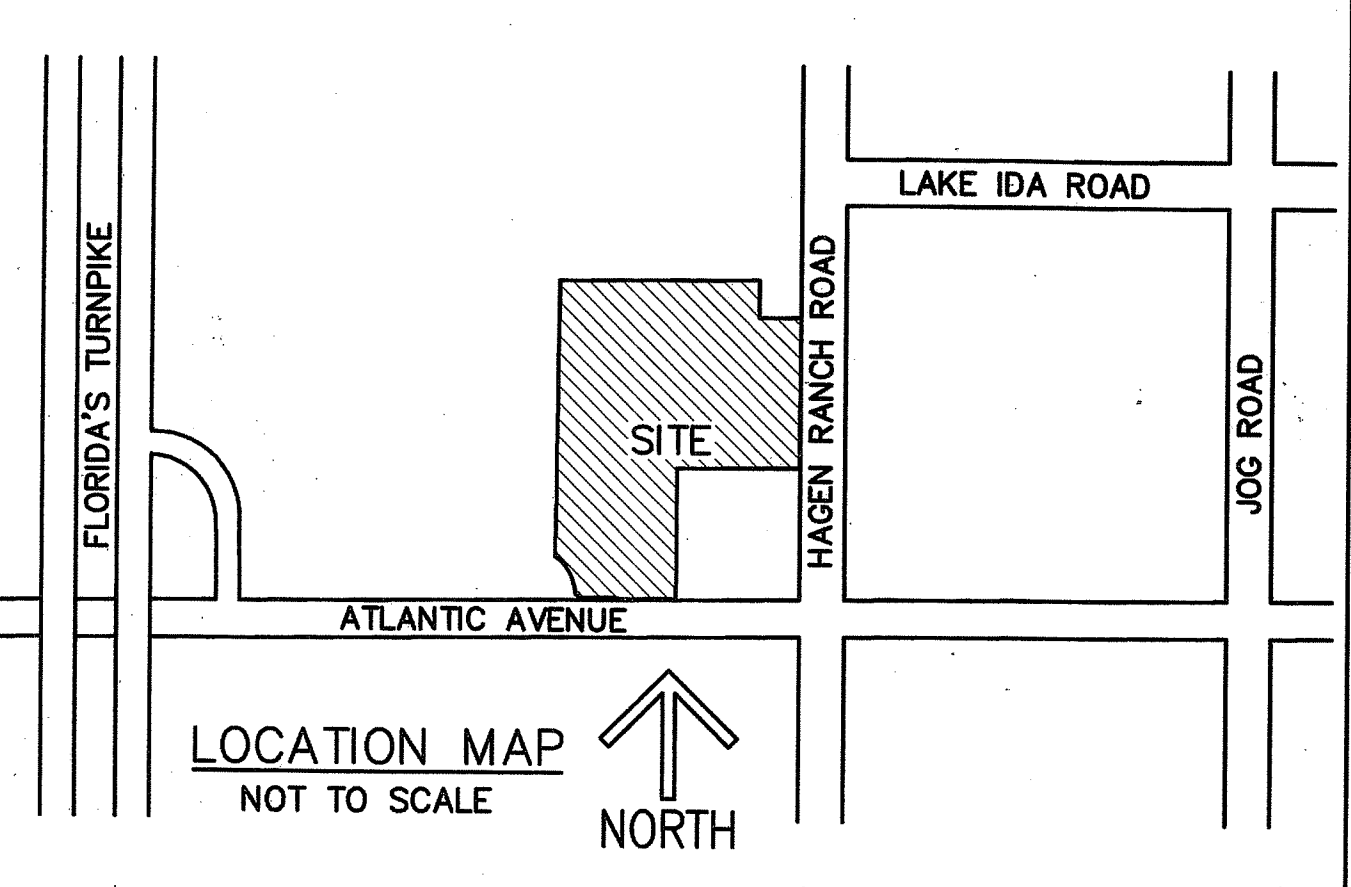 LAKE IDA ROAD
FLORIDA'S TURNPIKE
HAGEN RANCH ROAD
JOG ROAD
SITE
ATLANTIC AVENUE
LOCATION MAP
NOT TO SCALE
NORTH